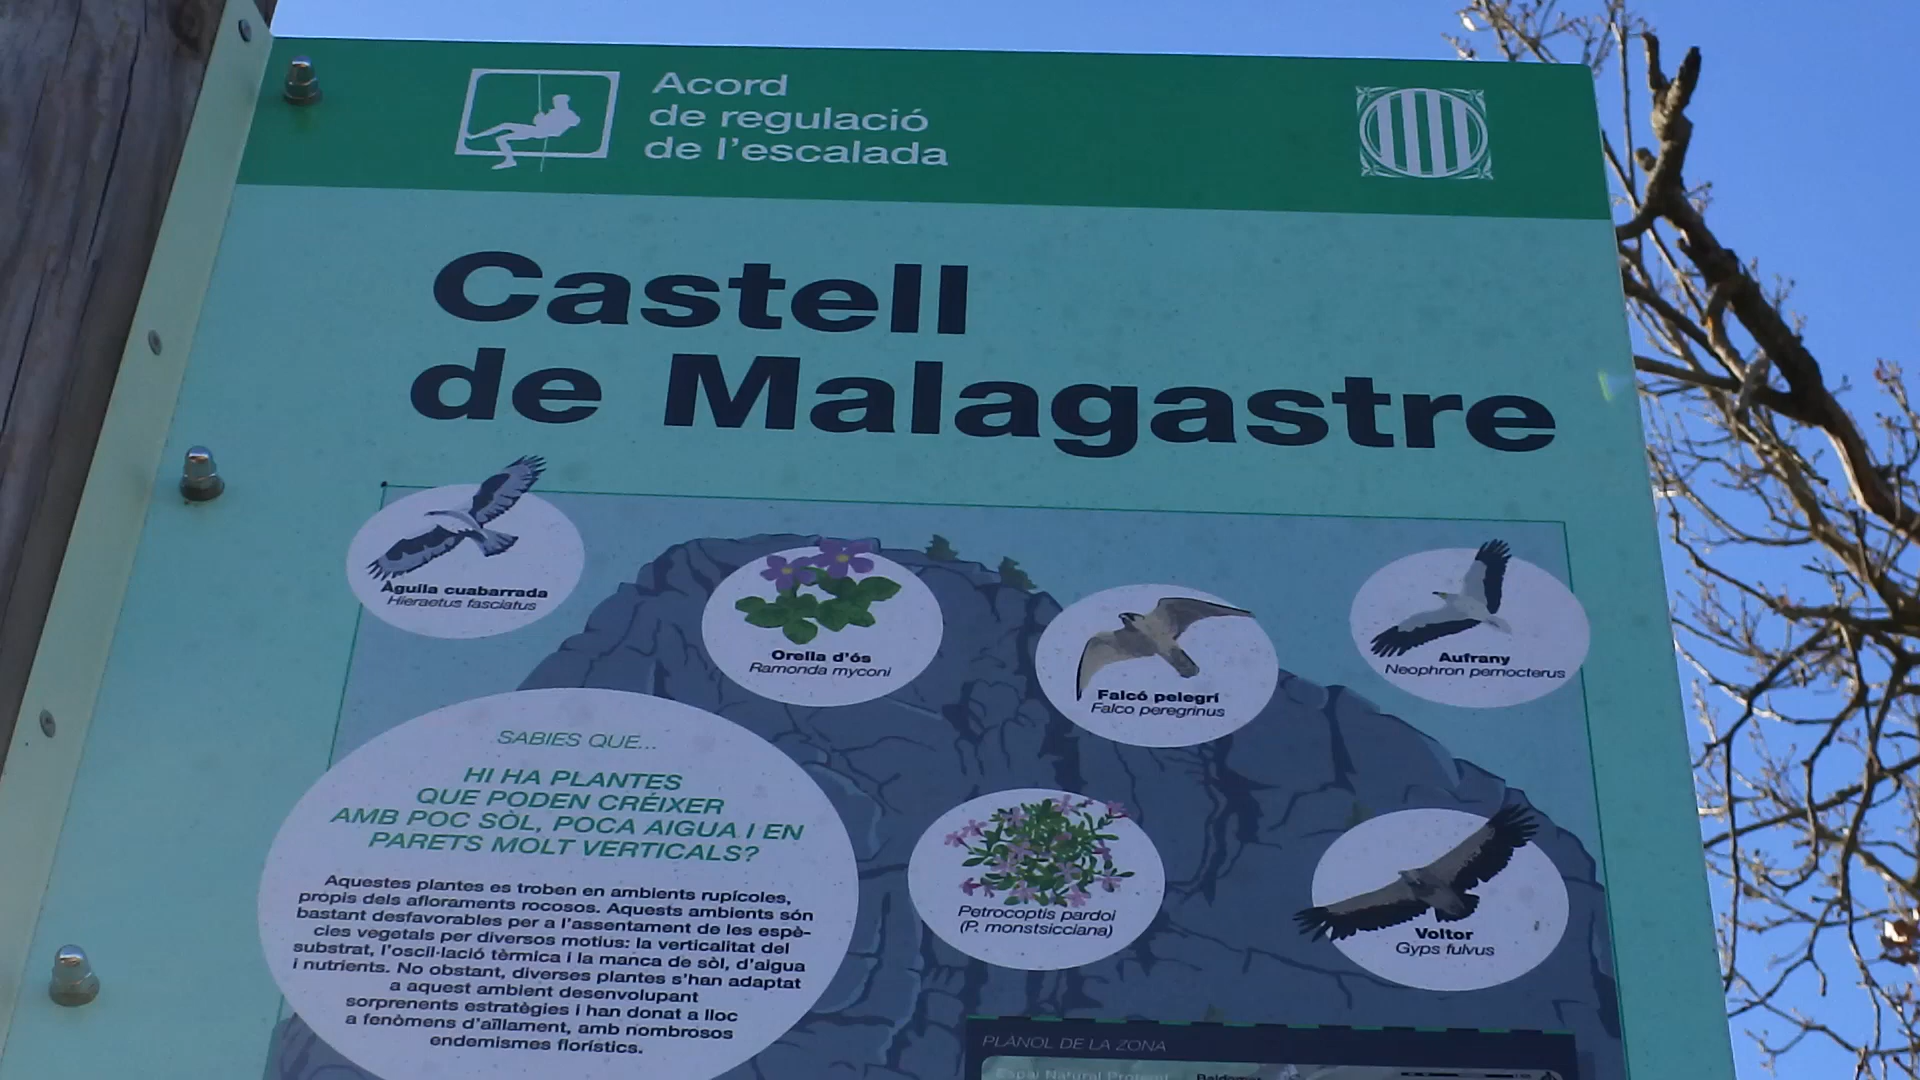 Acord
de regulació
de l'escalada
Castell
de Malagastre
Àguila cuabarrada
Hieraetus fasciatus
Orella d'ós
Ramonda myconi
Falcó pelegrí
Falco peregrinus
Aufrany
Neophron pernocterus
SABIES QUE...
HI HA PLANTES
QUE PODEN CRÉIXER
AMB POC SÒL, POCA AIGUA I EN
PARETS MOLT VERTICALS?
Aquestes plantes es troben en ambients rupícoles,
propis dels afloraments rocosos. Aquests ambients són
bastant desfavorables per a l'assentament de les espè-
cies vegetals per diversos motius: la verticalitat del
substrat, l'oscil·lació tèrmica i la manca de sòl, d'aigua
i nutrients. No obstant, diverses plantes s'han adaptat
a aquest ambient desenvolupant
sorprenents estratègies i han donat a lloc
a fenòmens d'aïllament, amb nombrosos
endemismes florístics.
Petrocoptis pardoi
(P. monstsicciana)
Voltor
Gyps fulvus
PLÀNOL DE LA ZONA
Espai Natural Protegit